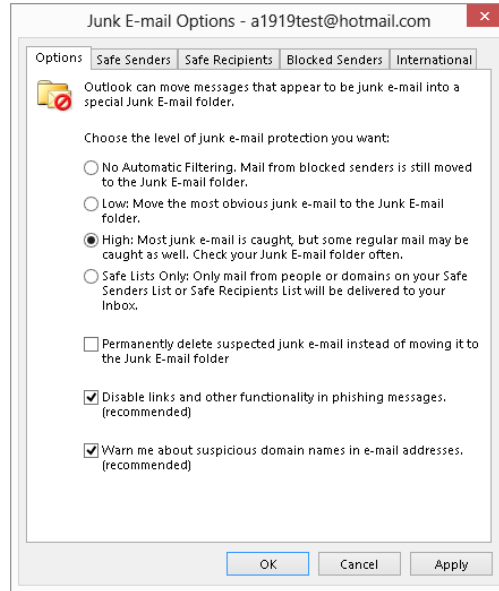 Junk E-mail Options - a1919test@hotmail.com
Options Safe Senders Safe Recipients Blocked Senders International
Outlook can move messages that appear to be junk e-mail into a
special Junk E-mail folder.
Choose the level of junk e-mail protection you want:
No Automatic Filtering. Mail from blocked senders is still moved
to the Junk E-mail folder.
Low: Move the most obvious junk e-mail to the Junk E-mail
folder.
High: Most junk e-mail is caught, but some regular mail may be
caught as well. Check your Junk E-mail folder often.
Safe Lists Only: Only mail from people or domains on your Safe
Senders List or Safe Recipients List will be delivered to your
Inbox.
Permanently delete suspected junk e-mail instead of moving it to
the Junk E-mail folder
Disable links and other functionality in phishing messages.
(recommended)
Warn me about suspicious domain names in e-mail addresses.
(recommended)
OK Cancel Apply